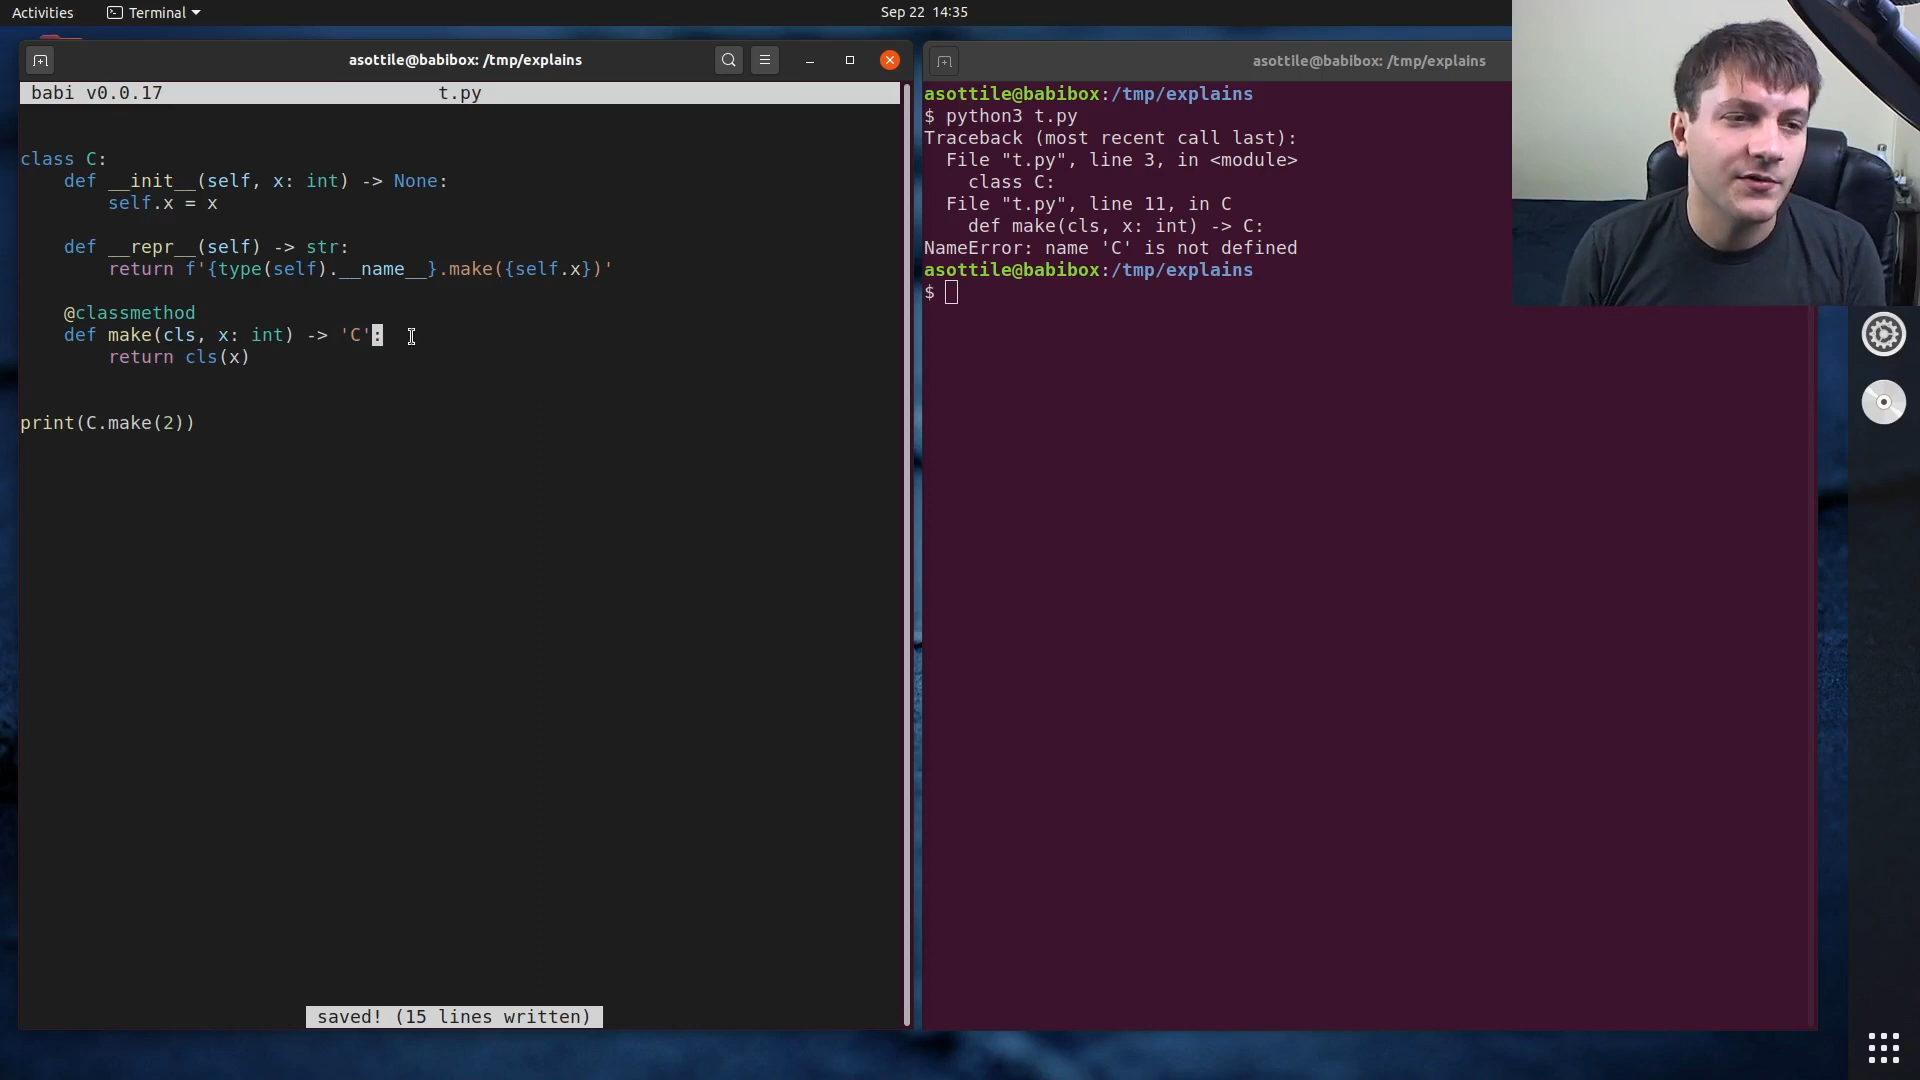 Activities
Terminal
Sep 22 14:35
asottile@babibox: /tmp/explains
babi v0.0.17
t.py
class C:
def __init__(self, x: int) -> None:
self.x = x
def __repr__(self) -> str:
return f'{type(self).__name__}.make({self.x})'
@classmethod
def make(cls, x: int) -> 'C':
return cls(x)
print(C.make(2))
saved! (15 lines written)
asottile@babibox: /tmp/explains
asottile@babibox:/tmp/explains
$ python3 t.py
Traceback (most recent call last):
File "t.py", line 3, in <module>
class C:
File "t.py", line 11, in C
def make(cls, x: int) -> C:
NameError: name 'C' is not defined
asottile@babibox:/tmp/explains
$